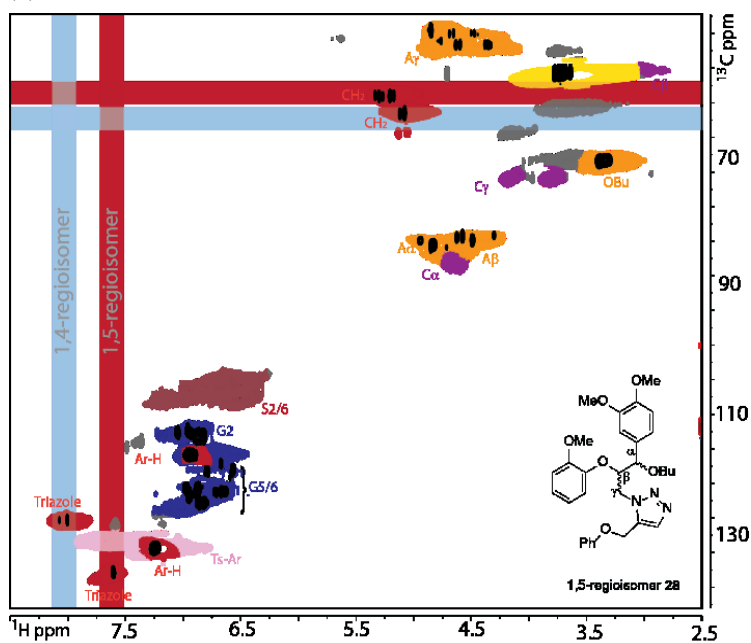 Aγ
¹³C ppm
Cβ
CH₂
CH₂
70
Cγ
OBu
Aα
Aβ
Cα
90
1,4-regioisomer
1,5-regioisomer
S2/6
OMe
MeO
110
G2
OMe
Ar-H
α
O
OBu
β
G5/6
γ
N
N
N
Triazole
O
Ph
130
Ts-Ar
Ar-H
Triazole
1,5-regioisomer 28
¹H ppm
7.5
6.5
5.5
4.5
3.5
2.5